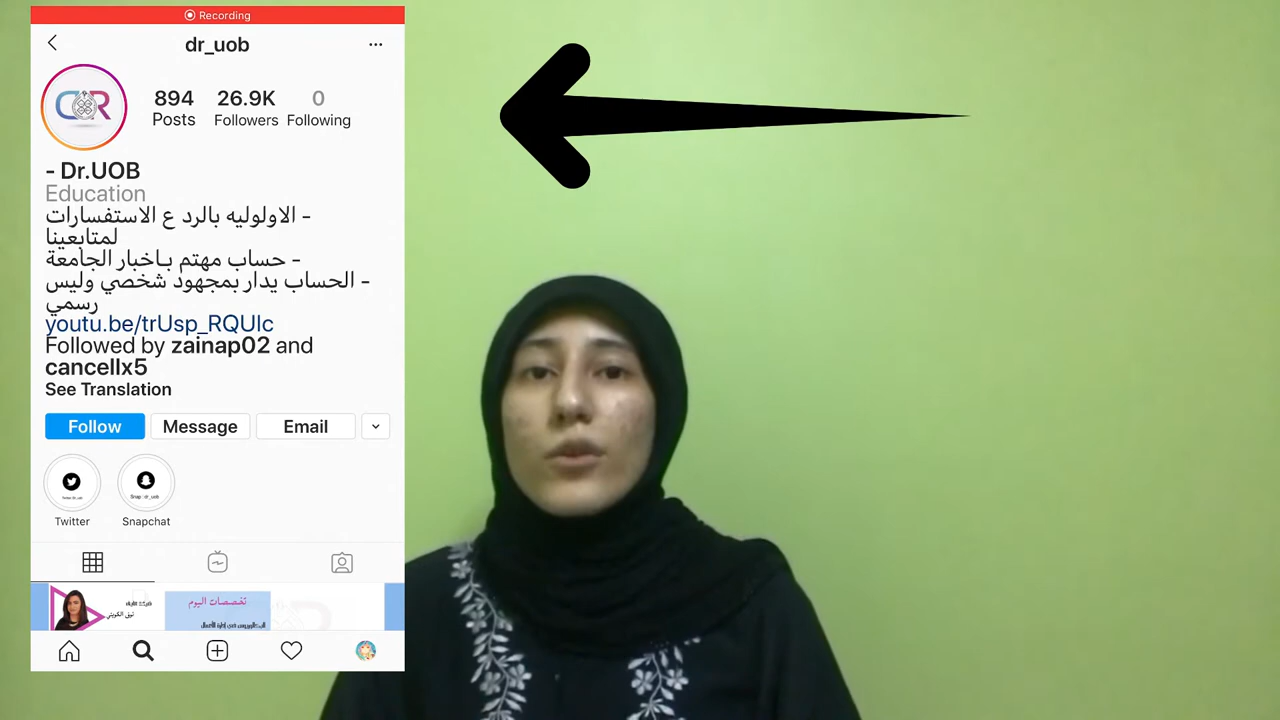 Recording
dr_uob
894 26.9K 0
Posts Followers Following
- Dr.UOB
Education
- الاولوليه بالرد ع الاستفسارات
لمتابعينا
- حساب مهتم بـاخبار الجامعة
- الحساب يدار بمجهود شخصي وليس
رسمي
youtu.be/trUsp_RQUIc
Followed by zainap02 and
cancellx5
See Translation
Follow Message Email
Twitter Snapchat
تخصصات اليوم